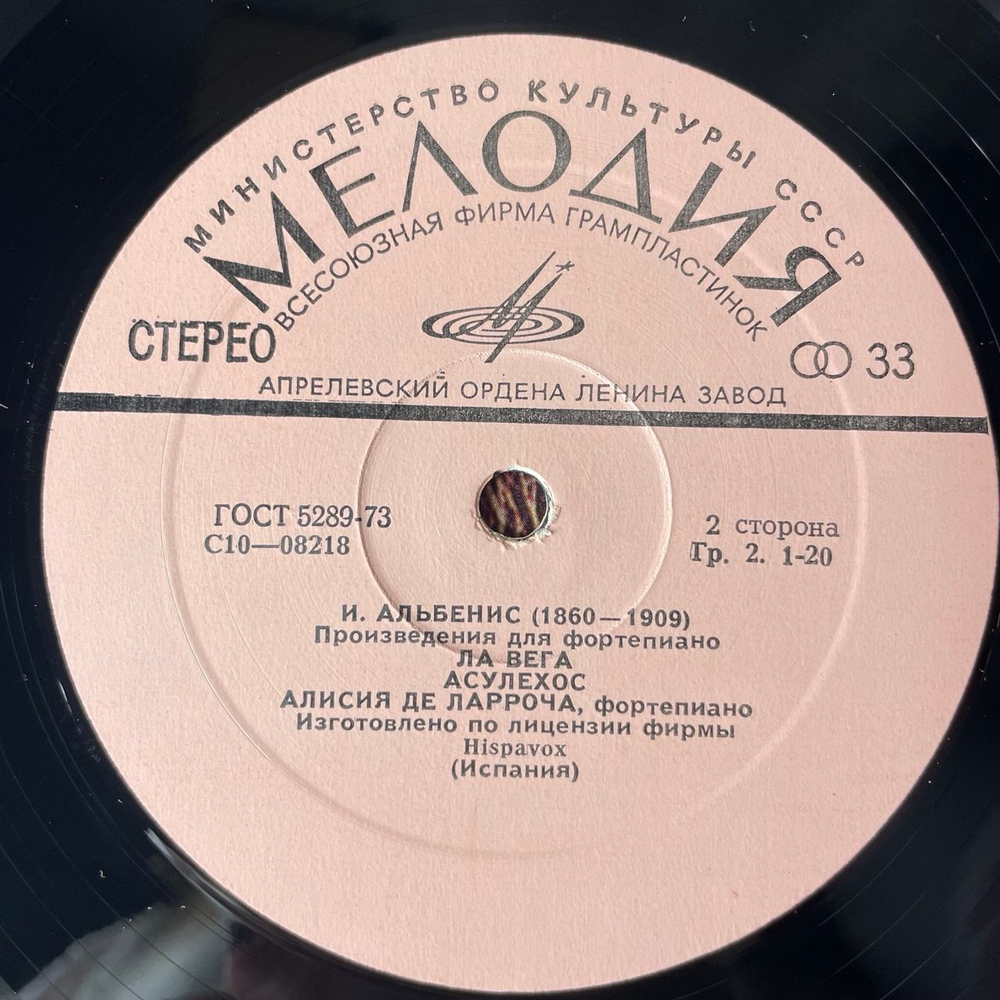 МИНИСТЕРСТВО КУЛЬТУРЫ СССР
МЕЛОДИЯ
ВСЕСОЮЗНАЯ ФИРМА ГРАМПЛАСТИНОК
СТЕРЕО
33
АПРЕЛЕВСКИЙ ОРДЕНА ЛЕНИНА ЗАВОД
ГОСТ 5289-73
С10—08218
2 сторона
Гр. 2. 1-20
И. АЛЬБЕНИС (1860—1909)
Произведения для фортепиано
ЛА ВЕГА
АСУЛЕХОС
АЛИСИЯ ДЕ ЛАРРОЧА, фортепиано
Изготовлено по лицензии фирмы
Hispavox
(Испания)